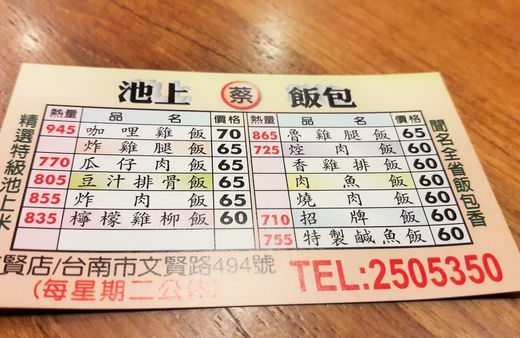 池上 蔡 飯包
精選特級池上米
熱量 品名 價格
945 咖哩雞飯 70
炸雞腿飯 65
770 瓜仔肉飯 65
805 豆汁排骨飯 65
855 炸肉飯 65
835 檸檬雞柳飯 60
熱量 品名 價格
865 魯雞腿飯 65
725 焢肉飯 60
香雞排飯 60
肉魚飯 60
燒肉飯 60
710 招牌飯 60
755 特製鹹魚飯 60
聞名全省飯包香
賢店/台南市文賢路494號
(每星期二公休)
TEL:2505350